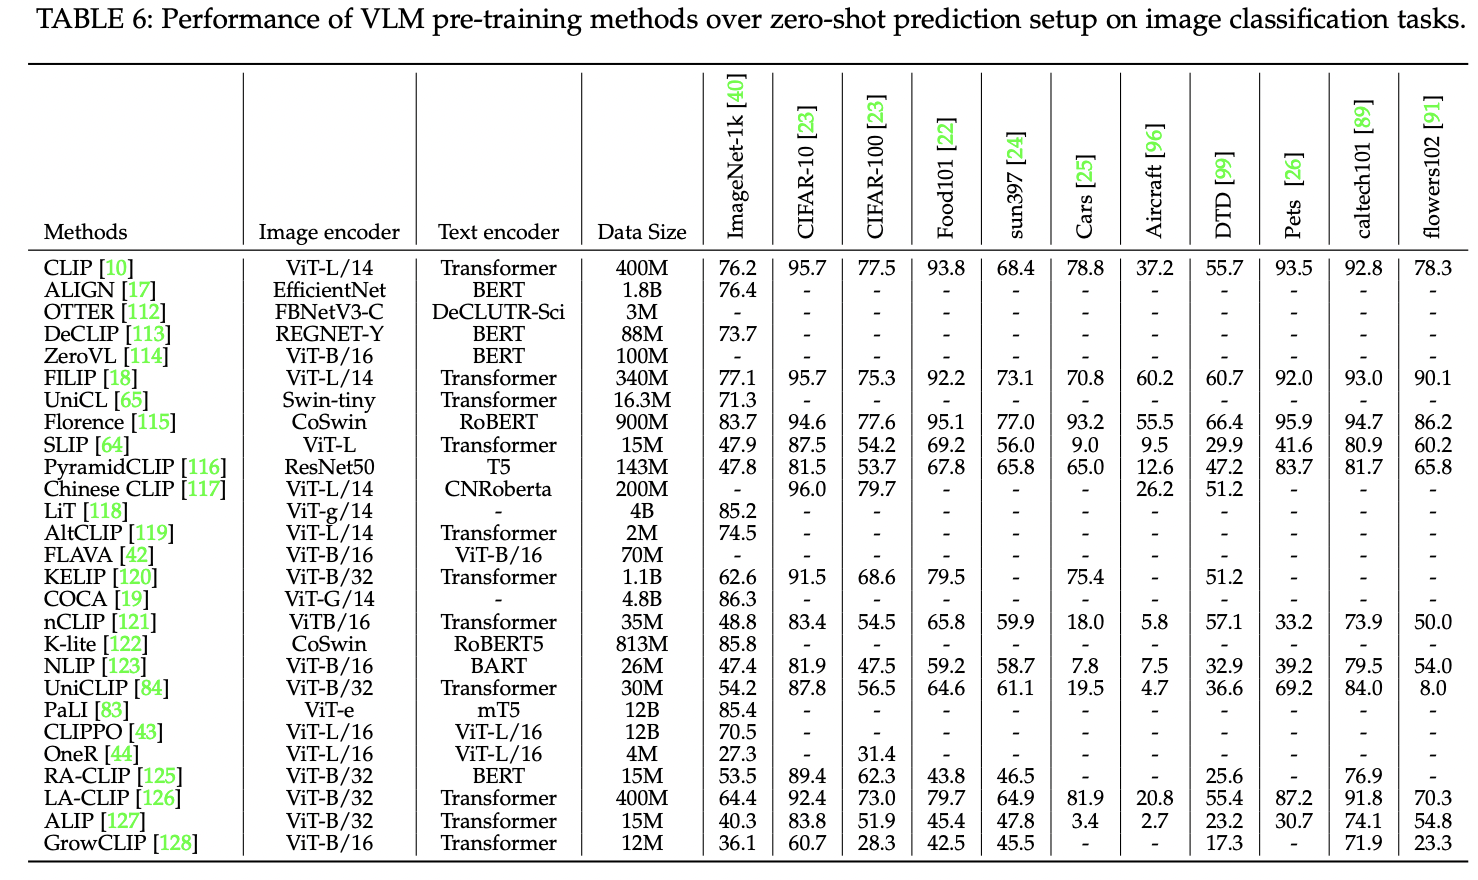 TABLE 6: Performance of VLM pre-training methods over zero-shot prediction setup on image classification tasks.
Methods Image encoder Text encoder Data Size ImageNet-1k [40] CIFAR-10 [23] CIFAR-100 [23] Food101 [22] sun397 [24] Cars [25] Aircraft [96] DTD [99] Pets [26] caltech101 [89] flowers102 [91]
CLIP [10] ViT-L/14 Transformer 400M 76.2 95.7 77.5 93.8 68.4 78.8 37.2 55.7 93.5 92.8 78.3
ALIGN [17] EfficientNet BERT 1.8B 76.4 - - - - - - - - - -
OTTER [112] FBNetV3-C DeCLUTR-Sci 3M - - - - - - - - - - -
DeCLIP [113] REGNET-Y BERT 88M 73.7 - - - - - - - - - -
ZeroVL [114] ViT-B/16 BERT 100M - - - - - - - - - - -
FILIP [18] ViT-L/14 Transformer 340M 77.1 95.7 75.3 92.2 73.1 70.8 60.2 60.7 92.0 93.0 90.1
UniCL [65] Swin-tiny Transformer 16.3M 71.3 - - - - - - - - - -
Florence [115] CoSwin RoBERT 900M 83.7 94.6 77.6 95.1 77.0 93.2 55.5 66.4 95.9 94.7 86.2
SLIP [64] ViT-L Transformer 15M 47.9 87.5 54.2 69.2 56.0 9.0 9.5 29.9 41.6 80.9 60.2
PyramidCLIP [116] ResNet50 T5 143M 47.8 81.5 53.7 67.8 65.8 65.0 12.6 47.2 83.7 81.7 65.8
Chinese CLIP [117] ViT-L/14 CNRoberta 200M - 96.0 79.7 - - - 26.2 51.2 - - -
LiT [118] ViT-g/14 - 4B 85.2 - - - - - - - - - -
AltCLIP [119] ViT-L/14 Transformer 2M 74.5 - - - - - - - - - -
FLAVA [42] ViT-B/16 ViT-B/16 70M - - - - - - - - - - -
KELIP [120] ViT-B/32 Transformer 1.1B 62.6 91.5 68.6 79.5 - 75.4 - 51.2 - - -
COCA [19] ViT-G/14 - 4.8B 86.3 - - - - - - - - - -
nCLIP [121] ViTB/16 Transformer 35M 48.8 83.4 54.5 65.8 59.9 18.0 5.8 57.1 33.2 73.9 50.0
K-lite [122] CoSwin RoBERT5 813M 85.8 - - - - - - - - - -
NLIP [123] ViT-B/16 BART 26M 47.4 81.9 47.5 59.2 58.7 7.8 7.5 32.9 39.2 79.5 54.0
UniCLIP [84] ViT-B/32 Transformer 30M 54.2 87.8 56.5 64.6 61.1 19.5 4.7 36.6 69.2 84.0 8.0
PaLI [83] ViT-e mT5 12B 85.4 - - - - - - - - - -
CLIPPO [43] ViT-L/16 ViT-L/16 12B 70.5 - - - - - - - - - -
OneR [44] ViT-L/16 ViT-L/16 4M 27.3 - 31.4 - - - - - - - -
RA-CLIP [125] ViT-B/32 BERT 15M 53.5 89.4 62.3 43.8 46.5 - - 25.6 - 76.9 -
LA-CLIP [126] ViT-B/32 Transformer 400M 64.4 92.4 73.0 79.7 64.9 81.9 20.8 55.4 87.2 91.8 70.3
ALIP [127] ViT-B/32 Transformer 15M 40.3 83.8 51.9 45.4 47.8 3.4 2.7 23.2 30.7 74.1 54.8
GrowCLIP [128] ViT-B/16 Transformer 12M 36.1 60.7 28.3 42.5 45.5 - - 17.3 - 71.9 23.3